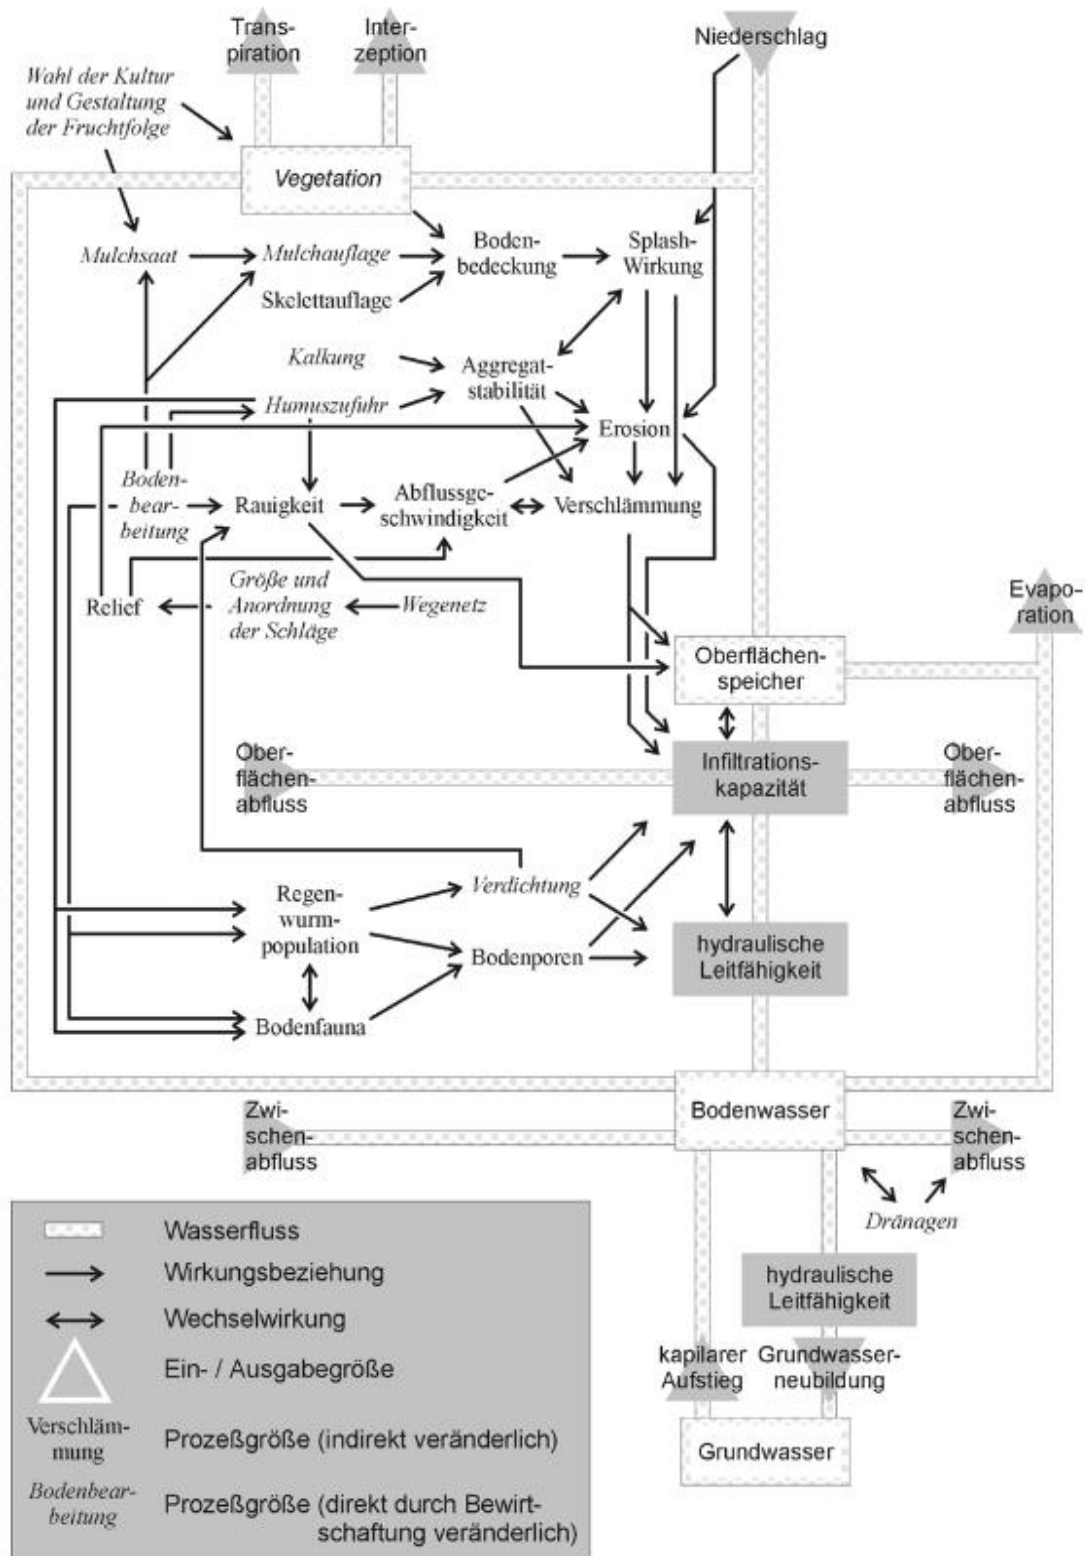 Trans-
piration
Inter-
zeption
Niederschlag
Wahl der Kultur
und Gestaltung
der Fruchtfolge
Vegetation
Mulchsaat
Mulchauflage
Boden-
bedeckung
Splash-
Wirkung
Skelettauflage
Kalkung
Aggregat-
stabilität
Humuszufuhr
Erosion
Boden-
bear-
beitung
Rauigkeit
Abflussge-
schwindigkeit
Verschlämmung
Relief
Größe und
Anordnung
der Schläge
Wegenetz
Evapo-
ration
Oberflächen-
speicher
Ober-
flächen-
abfluss
Infiltrations-
kapazität
Ober-
flächen-
abfluss
Verdichtung
Regen-
wurm-
population
Bodenporen
hydraulische
Leitfähigkeit
Bodenfauna
Bodenwasser
Zwi-
schen-
abfluss
Zwi-
schen-
abfluss
Dränagen
hydraulische
Leitfähigkeit
kapilarer
Aufstieg
Grundwasser-
neubildung
Grundwasser
Wasserfluss
Wirkungsbeziehung
Wechselwirkung
Ein- / Ausgabegröße
Verschläm-
mung
Prozeßgröße (indirekt veränderlich)
Bodenbear-
beitung
Prozeßgröße (direkt durch Bewirt-
schaftung veränderlich)